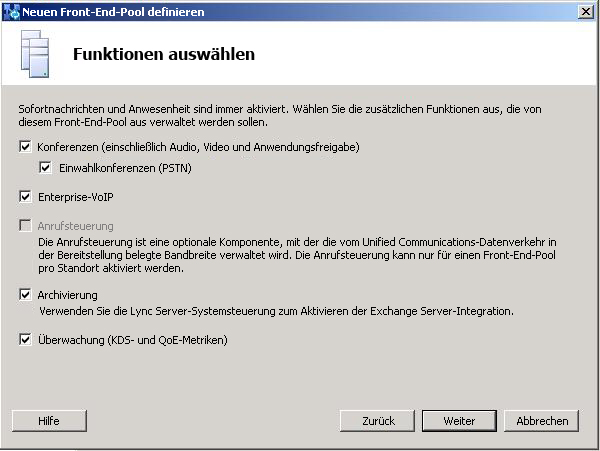 Neuen Front-End-Pool definieren
Funktionen auswählen
Sofortnachrichten und Anwesenheit sind immer aktiviert. Wählen Sie die zusätzlichen Funktionen aus, die von
diesem Front-End-Pool aus verwaltet werden sollen.
Konferenzen (einschließlich Audio, Video und Anwendungsfreigabe)
Einwahlkonferenzen (PSTN)
Enterprise-VoIP
Anrufsteuerung
Die Anrufsteuerung ist eine optionale Komponente, mit der die vom Unified Communications-Datenverkehr in
der Bereitstellung belegte Bandbreite verwaltet wird. Die Anrufsteuerung kann nur für einen Front-End-Pool
pro Standort aktiviert werden.
Archivierung
Verwenden Sie die Lync Server-Systemsteuerung zum Aktivieren der Exchange Server-Integration.
Überwachung (KDS- und QoE-Metriken)
Hilfe
Zurück
Weiter
Abbrechen